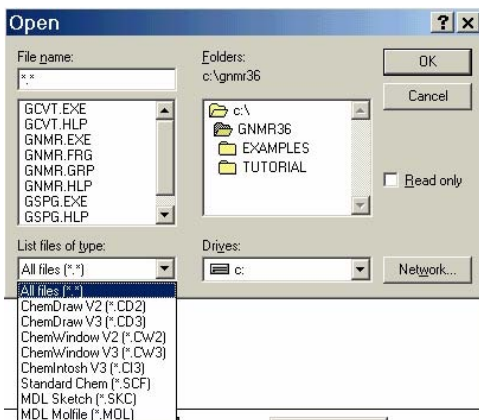 Open
File name:
*.*
GCVT.EXE
GCVT.HLP
GNMR.EXE
GNMR.FRG
GNMR.GRP
GNMR.HLP
GSPG.EXE
GSPG.HLP
List files of type:
All files (*.*)
All files (*.*)
ChemDraw V2 (*.CD2)
ChemDraw V3 (*.CD3)
ChemWindow V2 (*.CW2)
ChemWindow V3 (*.CW3)
ChemIntosh V3 (*.CI3)
Standard Chem (*.SCF)
MDL Sketch (*.SKC)
MDL Molfile (*.MOL)
Folders:
c:\gnmr36
c:\
GNMR36
EXAMPLES
TUTORIAL
Drives:
c:
OK
Cancel
Read only
Network...